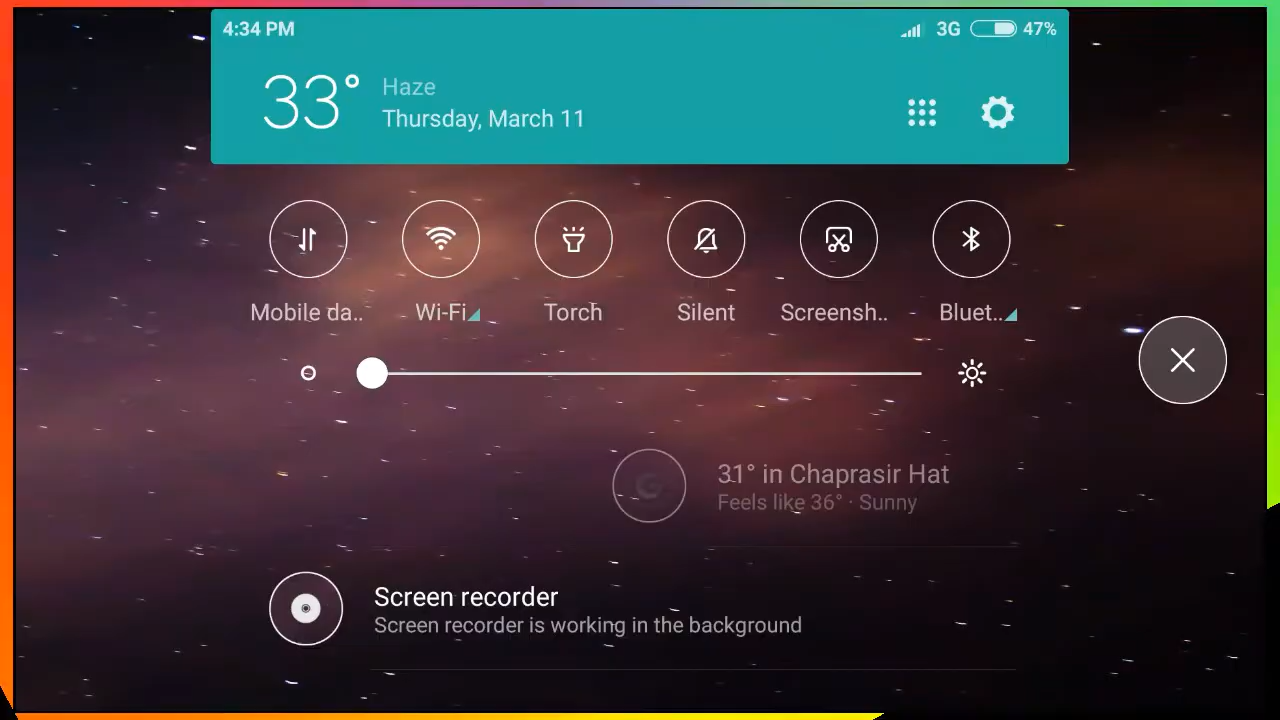 4:34 PM
3G
47%
33°
Haze
Thursday, March 11
Mobile da..
Wi-Fi
Torch
Silent
Screensh..
Bluet..
31° in Chaprasir Hat
Feels like 36° · Sunny
Screen recorder
Screen recorder is working in the background